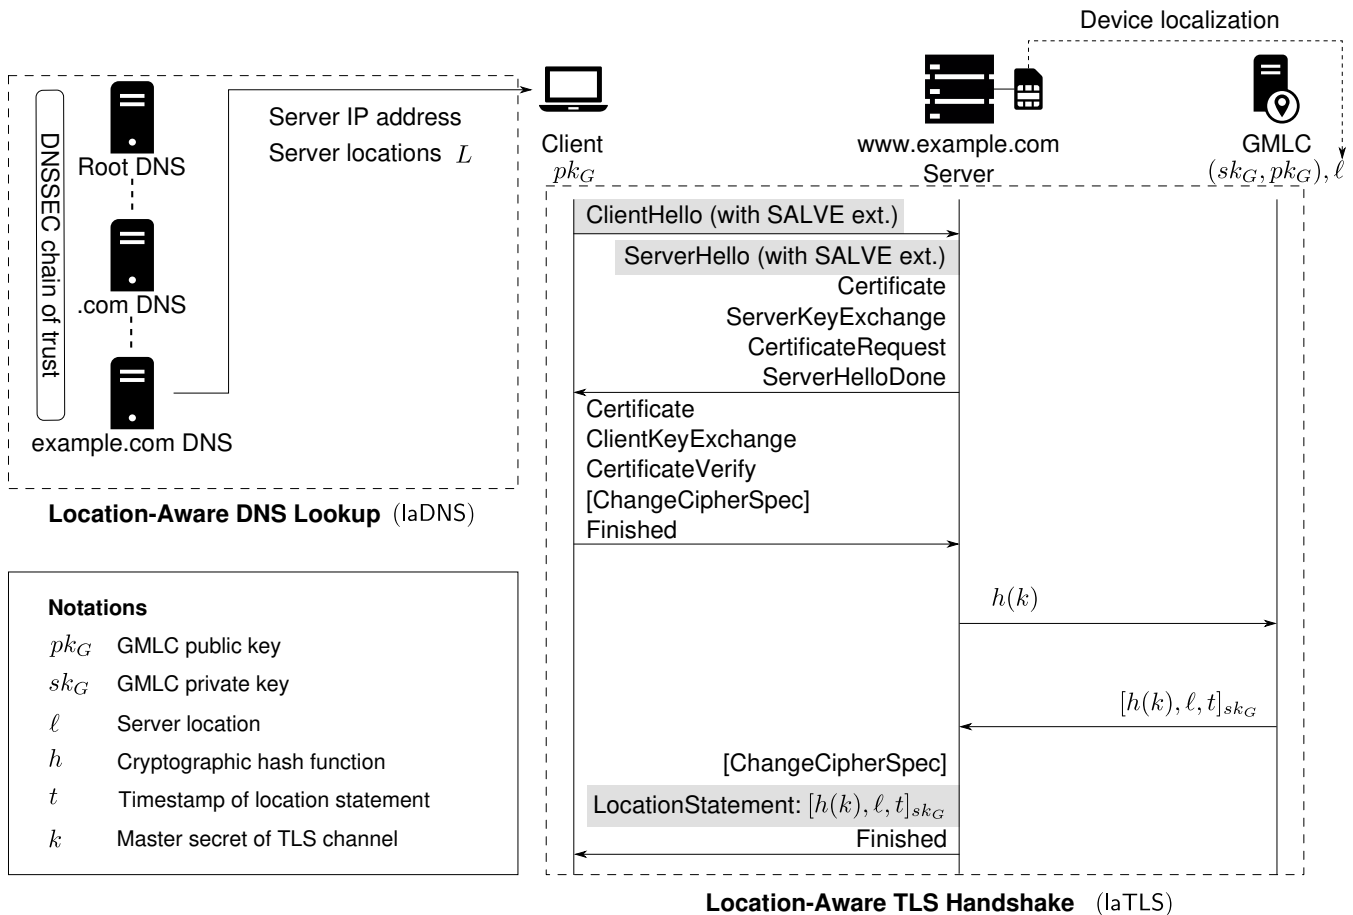 Device localization
DNSSEC chain of trust
Root DNS
.com DNS
example.com DNS
Server IP address
Server locations L
Location-Aware DNS Lookup (laDNS)
Client
pk_G
www.example.com
Server
GMLC
(sk_G, pk_G), ℓ
ClientHello (with SALVE ext.)
ServerHello (with SALVE ext.)
Certificate
ServerKeyExchange
CertificateRequest
ServerHelloDone
Certificate
ClientKeyExchange
CertificateVerify
[ChangeCipherSpec]
Finished
h(k)
[h(k), ℓ, t]_{sk_G}
[ChangeCipherSpec]
LocationStatement: [h(k), ℓ, t]_{sk_G}
Finished
Location-Aware TLS Handshake (laTLS)
Notations
pk_G GMLC public key
sk_G GMLC private key
ℓ Server location
h Cryptographic hash function
t Timestamp of location statement
k Master secret of TLS channel